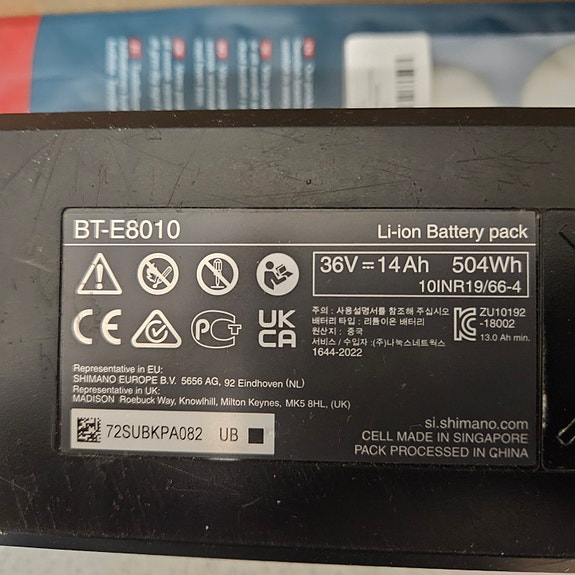 BT-E8010
Li-ion Battery pack
36V⎓14Ah 504Wh
10INR19/66-4
CE
UK
CA
주의 : 사용설명서를 참조해 주십시오
배터리 타입 : 리튬이온 배터리
원산지 : 중국
서비스 / 수입자 : (주)나눅스네트웍스
1644-2022
ZU10192
-18002
13.0 Ah min.
Representative in EU:
SHIMANO EUROPE B.V. 5656 AG, 92 Eindhoven (NL)
Representative in UK:
MADISON Roebuck Way, Knowlhill, Milton Keynes, MK5 8HL, (UK)
72SUBKPA082 UB
si.shimano.com
CELL MADE IN SINGAPORE
PACK PROCESSED IN CHINA